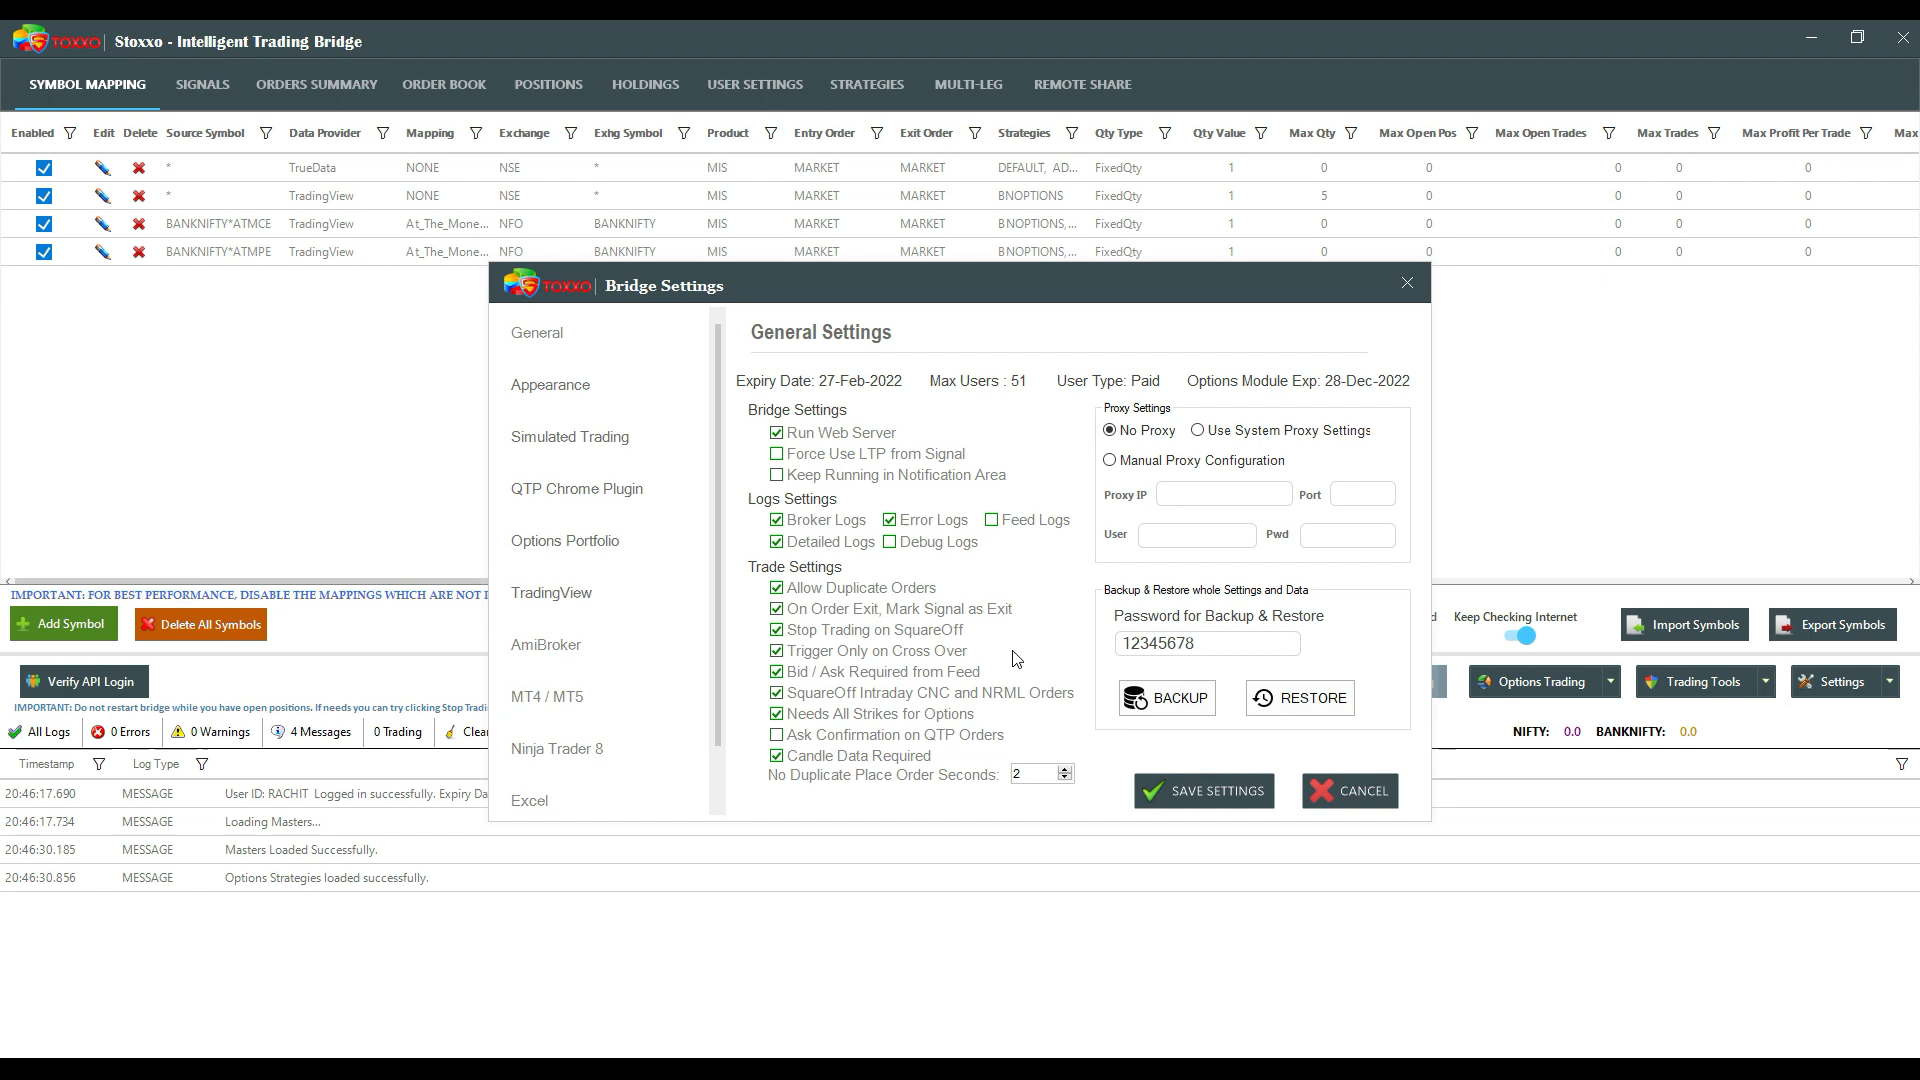 TOXXO | Stoxxo - Intelligent Trading Bridge
SYMBOL MAPPING SIGNALS ORDERS SUMMARY ORDER BOOK POSITIONS HOLDINGS USER SETTINGS STRATEGIES MULTI-LEG REMOTE SHARE
Enabled Edit Delete Source Symbol Data Provider Mapping Exchange Exhg Symbol Product Entry Order Exit Order Strategies Qty Type Qty Value Max Qty Max Open Pos Max Open Trades Max Trades Max Profit Per Trade Max
* TrueData NONE NSE * MIS MARKET MARKET DEFAULT, AD... FixedQty 1 0 0 0 0 0
* TradingView NONE NSE * MIS MARKET MARKET BNOPTIONS FixedQty 1 5 0 0 0 0
BANKNIFTY*ATMCE TradingView At_The_Mone... NFO BANKNIFTY MIS MARKET MARKET BNOPTIONS,... FixedQty 1 0 0 0 0 0
BANKNIFTY*ATMPE TradingView At_The_Mone... NFO BANKNIFTY MIS MARKET MARKET BNOPTIONS,... FixedQty 1 0 0 0 0 0
TOXXO | Bridge Settings
General
Appearance
Simulated Trading
QTP Chrome Plugin
Options Portfolio
TradingView
AmiBroker
MT4 / MT5
Ninja Trader 8
Excel
General Settings
Expiry Date: 27-Feb-2022 Max Users : 51 User Type: Paid Options Module Exp: 28-Dec-2022
Bridge Settings
Run Web Server
Force Use LTP from Signal
Keep Running in Notification Area
Logs Settings
Broker Logs Error Logs Feed Logs
Detailed Logs Debug Logs
Trade Settings
Allow Duplicate Orders
On Order Exit, Mark Signal as Exit
Stop Trading on SquareOff
Trigger Only on Cross Over
Bid / Ask Required from Feed
SquareOff Intraday CNC and NRML Orders
Needs All Strikes for Options
Ask Confirmation on QTP Orders
Candle Data Required
No Duplicate Place Order Seconds: 2
Proxy Settings
No Proxy Use System Proxy Settings
Manual Proxy Configuration
Proxy IP Port
User Pwd
Backup & Restore whole Settings and Data
Password for Backup & Restore
12345678
BACKUP RESTORE
SAVE SETTINGS CANCEL
IMPORTANT: FOR BEST PERFORMANCE, DISABLE THE MAPPINGS WHICH ARE NOT
Add Symbol Delete All Symbols
d Keep Checking Internet Import Symbols Export Symbols
Verify API Login
Options Trading Trading Tools Settings
IMPORTANT: Do not restart bridge while you have open positions. If needs you can try clicking Stop Tradi
All Logs 0 Errors 0 Warnings 4 Messages 0 Trading Clea
NIFTY: 0.0 BANKNIFTY: 0.0
Timestamp Log Type
20:46:17.690 MESSAGE User ID: RACHIT Logged in successfully. Expiry Da
20:46:17.734 MESSAGE Loading Masters...
20:46:30.185 MESSAGE Masters Loaded Successfully.
20:46:30.856 MESSAGE Options Strategies loaded successfully.